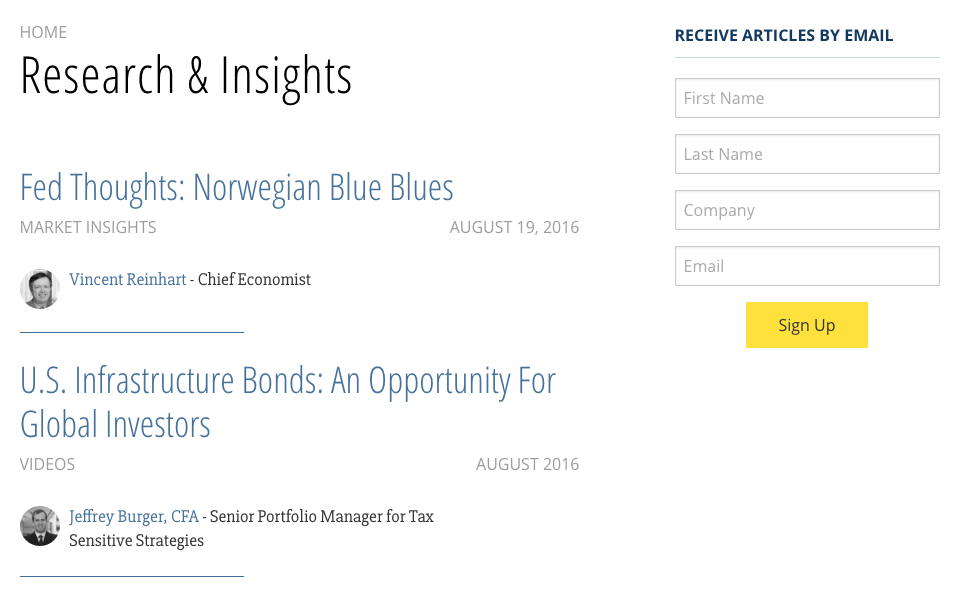 HOME
Research & Insights
Fed Thoughts: Norwegian Blue Blues
MARKET INSIGHTS
AUGUST 19, 2016
Vincent Reinhart - Chief Economist
U.S. Infrastructure Bonds: An Opportunity For
Global Investors
VIDEOS
AUGUST 2016
Jeffrey Burger, CFA - Senior Portfolio Manager for Tax
Sensitive Strategies
RECEIVE ARTICLES BY EMAIL
First Name
Last Name
Company
Email
Sign Up